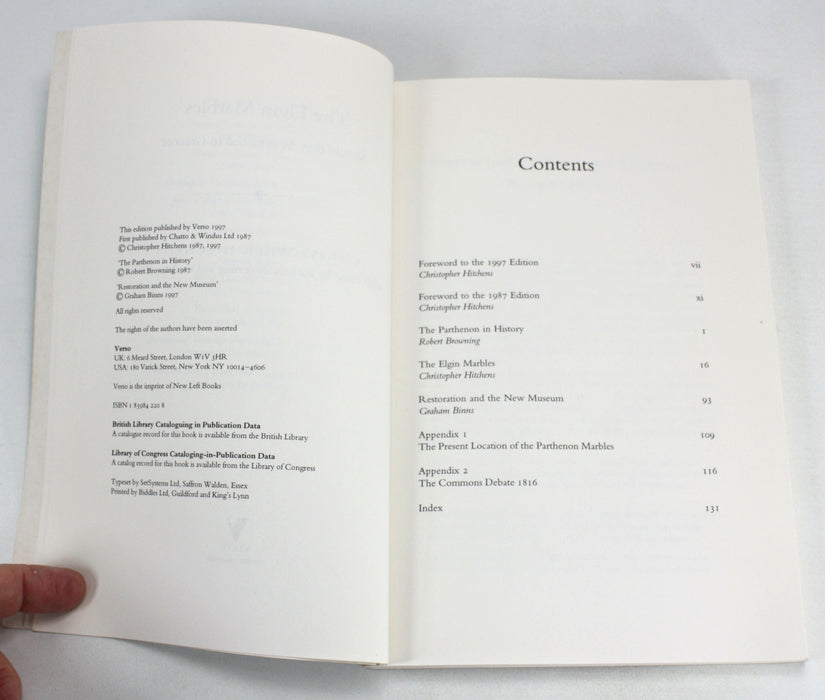 This edition published by Verso 1997
First published by Chatto & Windus Ltd 1987
© Christopher Hitchens 1987, 1997
'The Parthenon in History'
© Robert Browning 1987
'Restoration and the New Museum'
© Graham Binns 1997
All rights reserved
The rights of the authors have been asserted
Verso
UK: 6 Meard Street, London W1V 3HR
USA: 180 Varick Street, New York NY 10014–4606
Verso is the imprint of New Left Books
ISBN 1 85984 220 8
British Library Cataloguing in Publication Data
A catalogue record for this book is available from the British Library
Library of Congress Cataloging-in-Publication Data
A catalog record for this book is available from the Library of Congress
Typeset by SetSystems Ltd, Saffron Walden, Essex
Printed by Biddles Ltd, Guildford and King's Lynn
Contents
Foreword to the 1997 Edition vii
Christopher Hitchens
Foreword to the 1987 Edition xi
Christopher Hitchens
The Parthenon in History 1
Robert Browning
The Elgin Marbles 16
Christopher Hitchens
Restoration and the New Museum 93
Graham Binns
Appendix 1 109
The Present Location of the Parthenon Marbles
Appendix 2 116
The Commons Debate 1816
Index 131